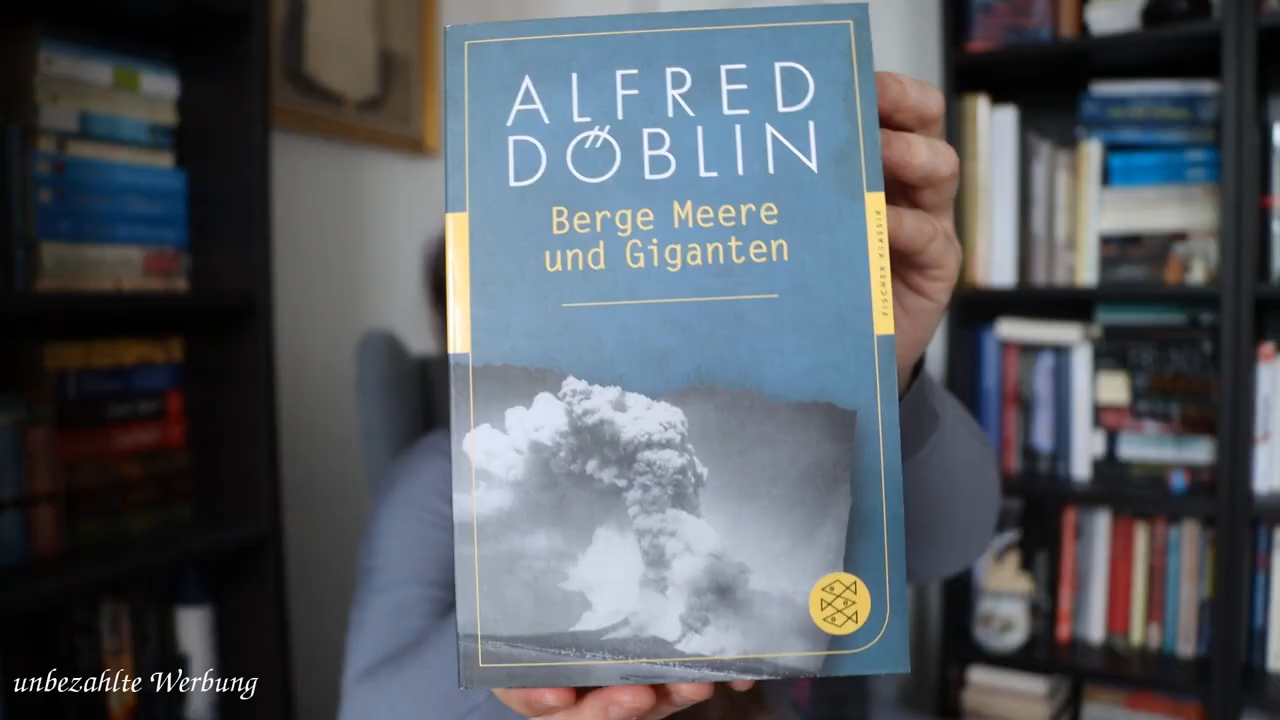 ALFRED
DÖBLIN
Berge Meere
und Giganten
FISCHER KLASSIK
unbezahlte Werbung